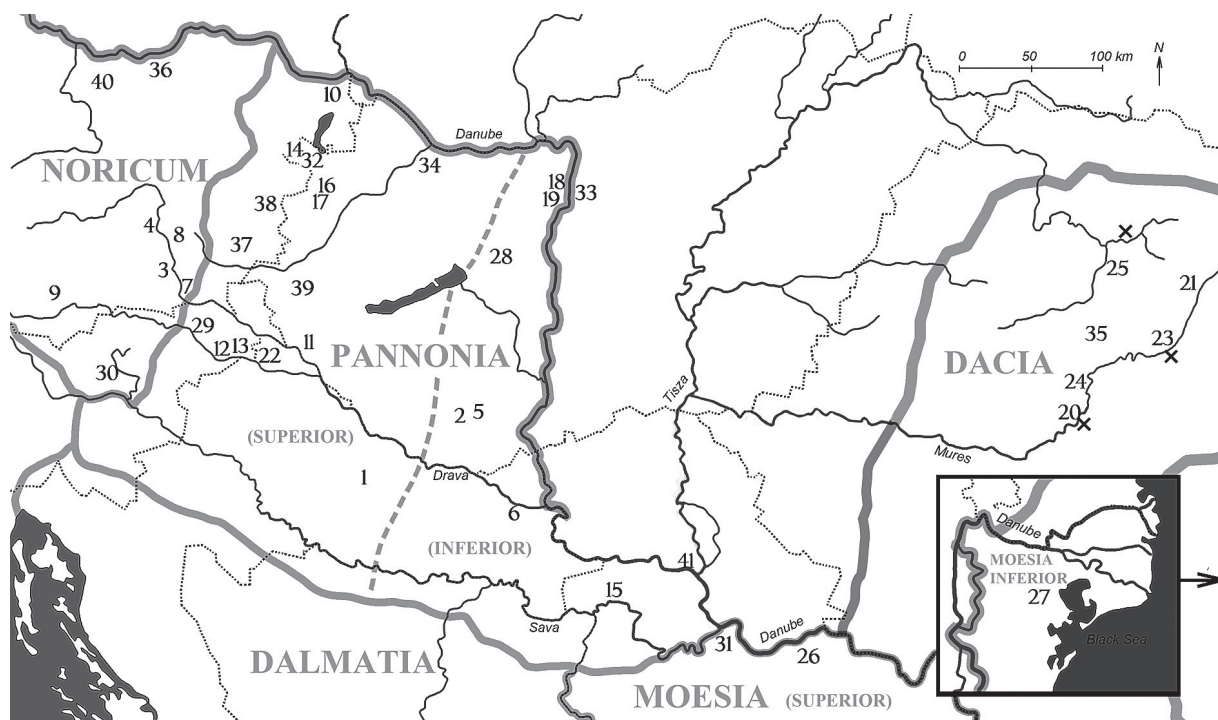 0 50 100 km
N
40 36
10
Danube
14
32
NORICUM
34
16
17
18
19
33
38
4 8
37
28
3
7
39
9
29
12 13 22
11
PANNONIA
30
25
21
35
23
DACIA
24
20
Tisza
2 5
(SUPERIOR)
Mures
1
Drava
6
(INFERIOR)
Danube
MOESIA
INFERIOR
27
Black Sea
41
15
Sava
31
Danube
26
DALMATIA
MOESIA (SUPERIOR)